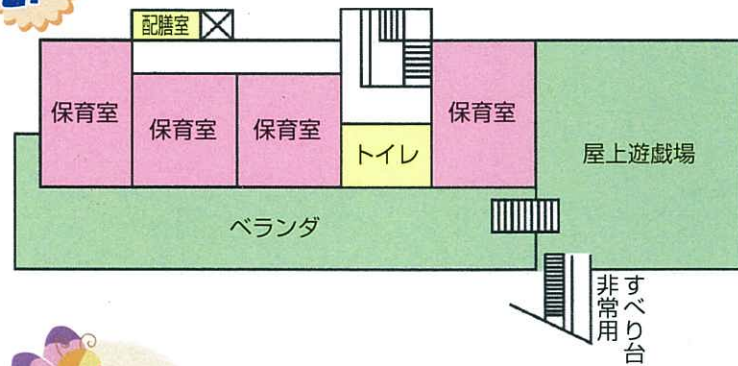 配膳室
保育室
保育室
保育室
保育室
トイレ
屋上遊戯場
ベランダ
すべり台
非常用